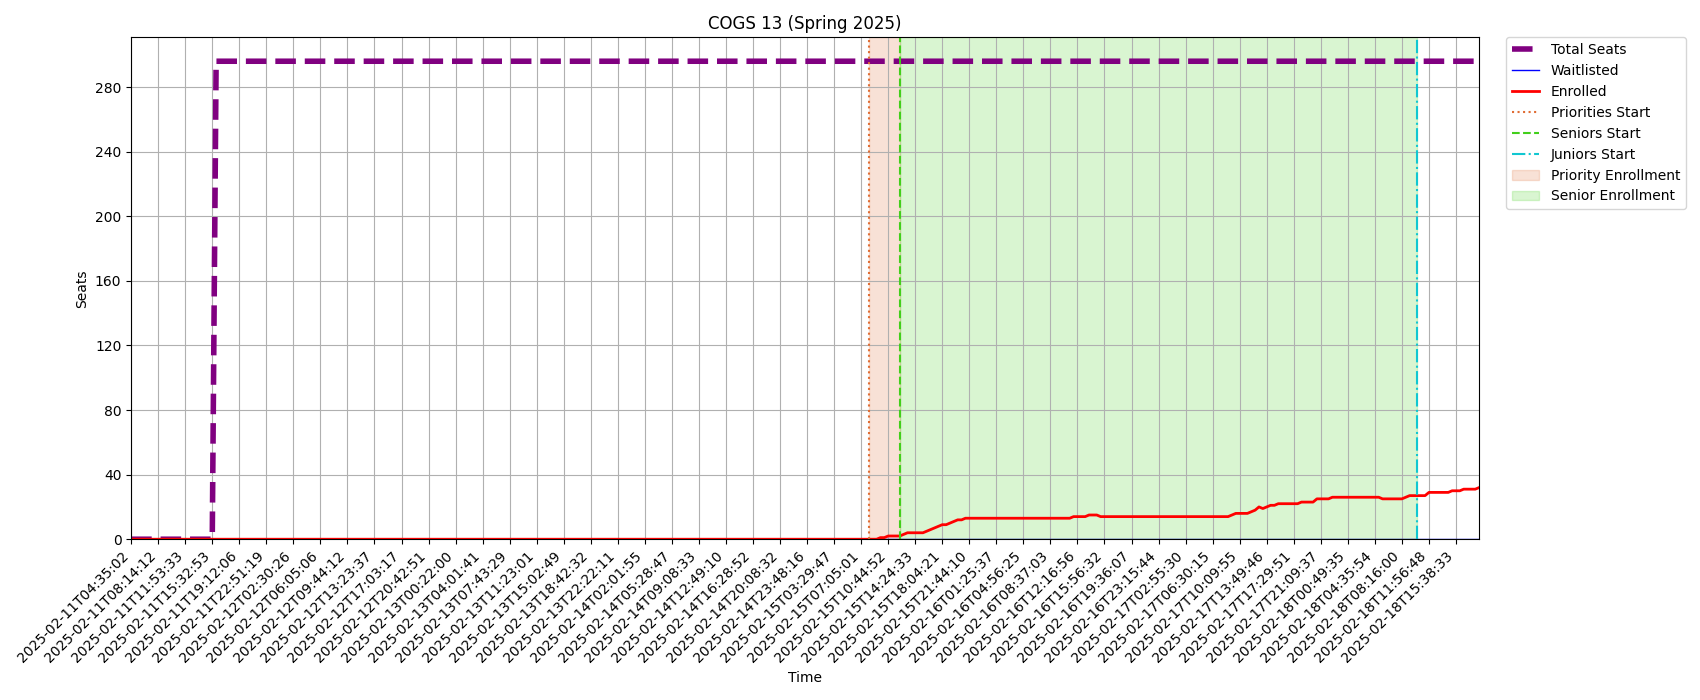 COGS 13 (Spring 2025)
Seats
280
240
200
160
120
80
40
0
2025-02-11T04:35:02
2025-02-11T08:14:12
2025-02-11T11:53:33
2025-02-11T15:32:53
2025-02-11T19:12:06
2025-02-11T22:51:19
2025-02-12T02:30:26
2025-02-12T06:05:06
2025-02-12T09:44:12
2025-02-12T13:23:37
2025-02-12T17:03:17
2025-02-12T20:42:51
2025-02-13T00:22:00
2025-02-13T04:01:41
2025-02-13T07:43:29
2025-02-13T11:23:01
2025-02-13T15:02:49
2025-02-13T18:42:32
2025-02-13T22:22:11
2025-02-14T02:01:55
2025-02-14T05:28:47
2025-02-14T09:08:33
2025-02-14T12:49:10
2025-02-14T16:28:52
2025-02-14T20:08:32
2025-02-14T23:48:16
2025-02-15T03:29:47
2025-02-15T07:05:01
2025-02-15T10:44:52
2025-02-15T14:24:33
2025-02-15T18:04:21
2025-02-15T21:44:10
2025-02-16T01:25:37
2025-02-16T04:56:25
2025-02-16T08:37:03
2025-02-16T12:16:56
2025-02-16T15:56:32
2025-02-16T19:36:07
2025-02-16T23:15:44
2025-02-17T02:55:30
2025-02-17T06:30:15
2025-02-17T10:09:55
2025-02-17T13:49:46
2025-02-17T17:29:51
2025-02-17T21:09:37
2025-02-18T00:49:35
2025-02-18T04:35:54
2025-02-18T08:16:00
2025-02-18T11:56:48
2025-02-18T15:38:33
Time
Total Seats
Waitlisted
Enrolled
Priorities Start
Seniors Start
Juniors Start
Priority Enrollment
Senior Enrollment